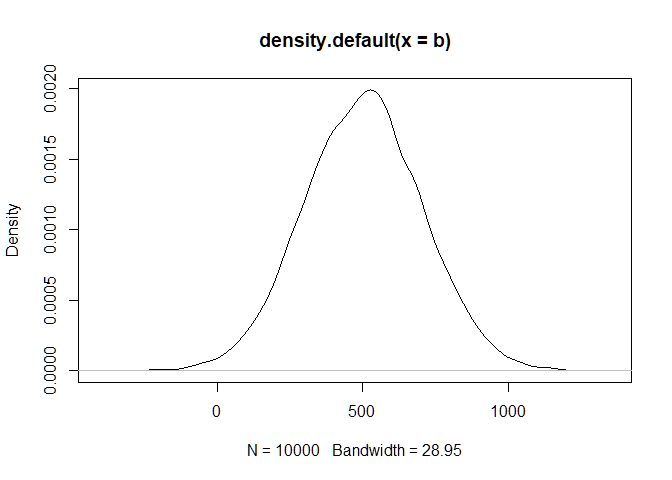 density.default(x = b)
Density
0.0020
0.0015
0.0010
0.0005
0.0000
0 500 1000
N = 10000 Bandwidth = 28.95